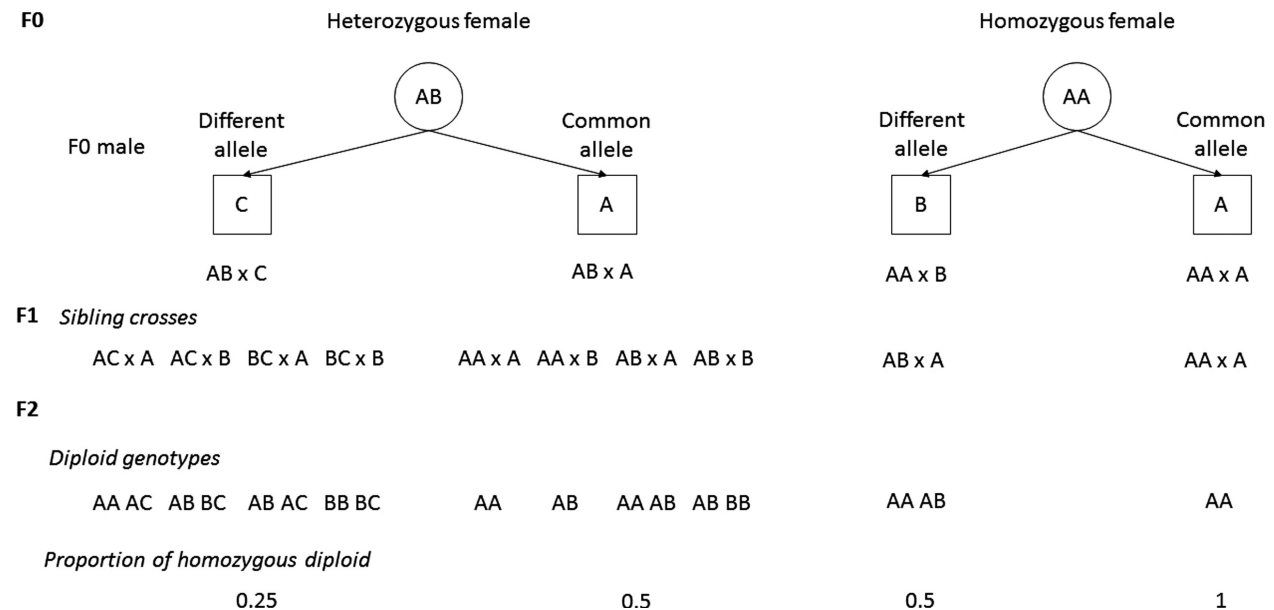 F0
Heterozygous female
Homozygous female
AB
AA
F0 male
Different
allele
Common
allele
Different
allele
Common
allele
C
A
B
A
AB x C
AB x A
AA x B
AA x A
F1 Sibling crosses
AC x A AC x B BC x A BC x B
AA x A AA x B AB x A AB x B
AB x A
AA x A
F2
Diploid genotypes
AA AC AB BC AB AC BB BC
AA AB AA AB AB BB
AA AB
AA
Proportion of homozygous diploid
0.25
0.5
0.5
1